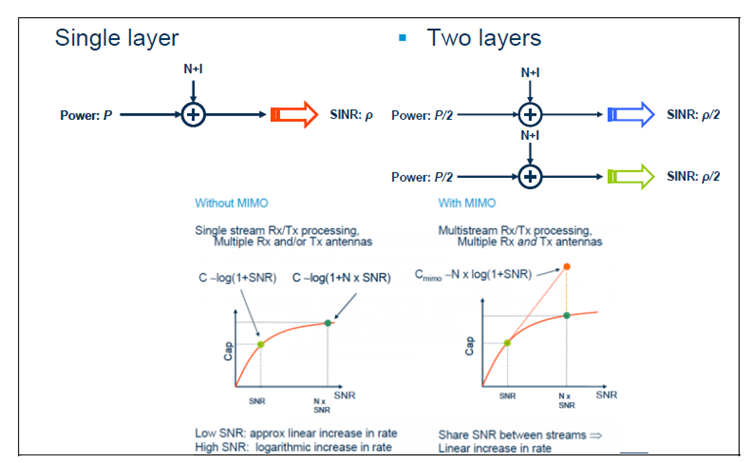 Single layer
▪ Two layers
N+I
Power: P
SINR: ρ
N+I
Power: P/2
SINR: ρ/2
N+I
Power: P/2
SINR: ρ/2
Without MIMO
Single stream Rx/Tx processing,
Multiple Rx and/or Tx antennas
C ~log(1+SNR) C ~log(1+N x SNR)
Cap
SNR
N x
SNR
SNR
Low SNR: approx linear increase in rate
High SNR: logarithmic increase in rate
With MIMO
Multistream Rx/Tx processing,
Multiple Rx and Tx antennas
Cmimo ~N x log(1+SNR)
Cap
SNR
N x
SNR
SNR
Share SNR between streams ⇒
Linear increase in rate